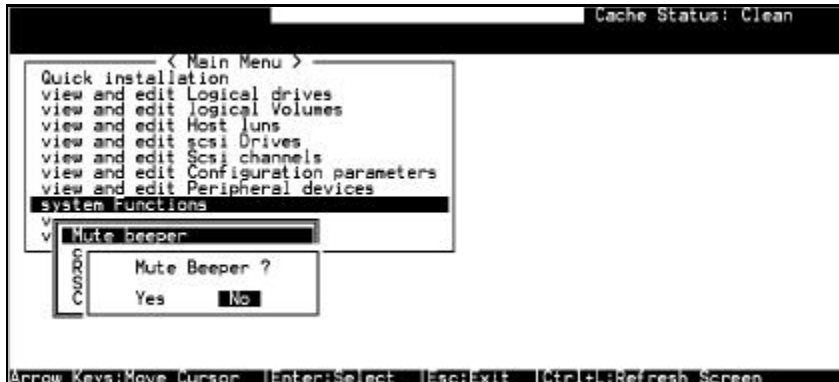 Cache Status: Clean
< Main Menu >
Quick installation
view and edit Logical drives
view and edit logical Volumes
view and edit Host luns
view and edit scsi Drives
view and edit Scsi channels
view and edit Configuration parameters
view and edit Peripheral devices
system Functions
v
v
Mute beeper
R
S
C
Mute Beeper ?
Yes No
Arrow Keys:Move Cursor |Enter:Select |Esc:Exit |Ctrl+L:Refresh Screen